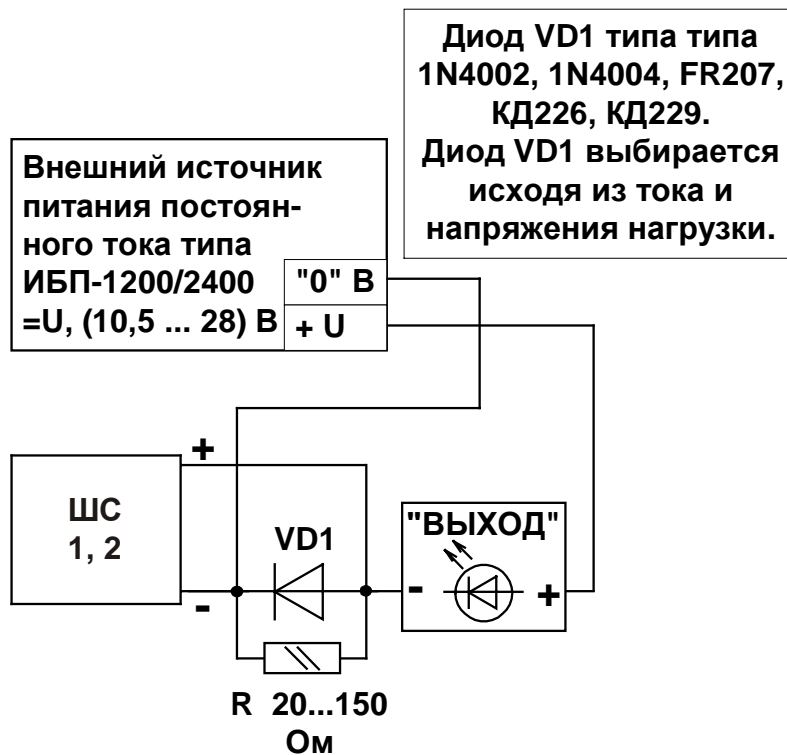 Диод VD1 типа типа
1N4002, 1N4004, FR207,
КД226, КД229.
Диод VD1 выбирается
исходя из тока и
напряжения нагрузки.
Внешний источник
питания постоян-
ного тока типа
ИБП-1200/2400
=U, (10,5 ... 28) В
"0" В
+ U
+
ШС
1, 2
-
VD1
"ВЫХОД"
-
+
R 20...150
Ом